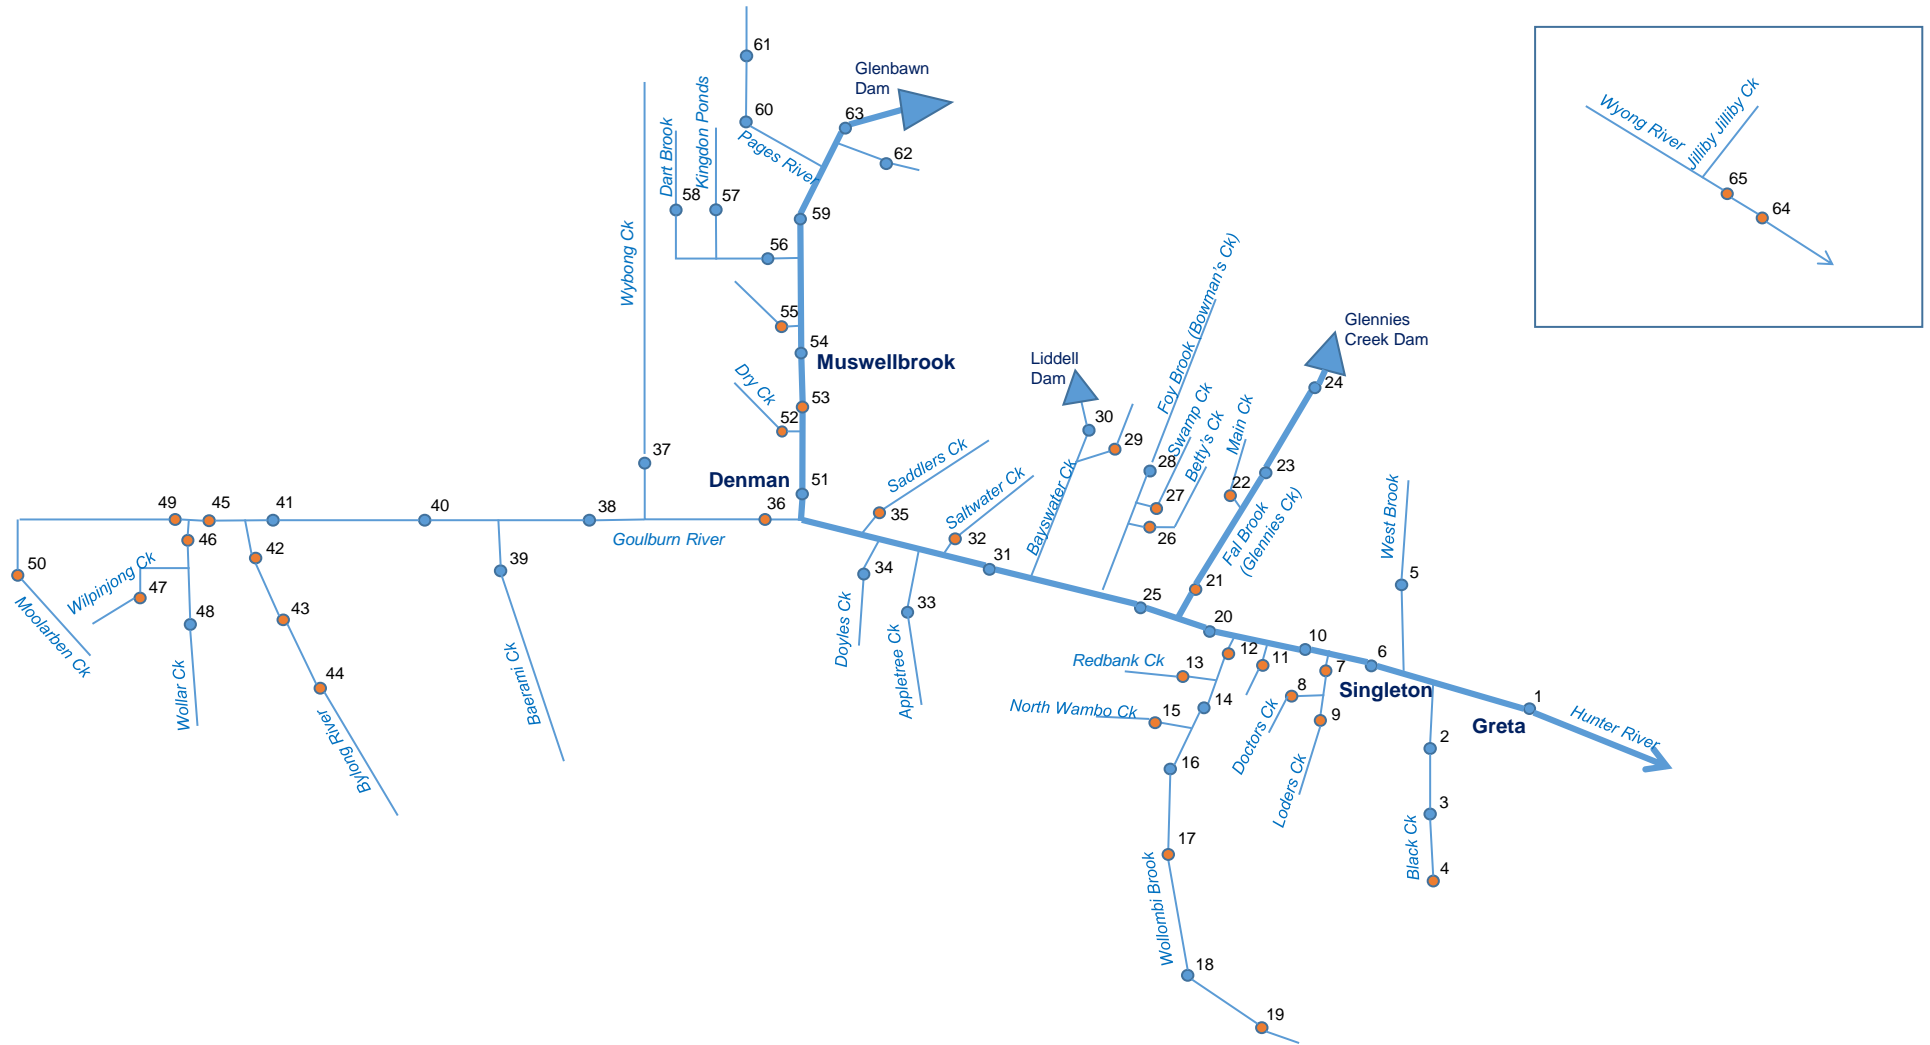 61
Glenbawn
Dam
60
63
Kingdon Ponds
Dart Brook
Pages River
62
58
57
59
56
Wybong Ck
55
54
Muswellbrook
Dry Ck
53
52
37
Denman
51
49
45
41
40
38
36
Goulburn River
46
42
39
50
Wilpinjong Ck
47
48
43
Moolarben Ck
44
Wollar Ck
Bylong River
Baerami Ck
Saddlers Ck
35
Saltwater Ck
32
34
31
33
Doyles Ck
Appletree Ck
Liddell
Dam
30
29
Bayswater Ck
Foy Brook (Bowman's Ck)
Swamp Ck
Betty's Ck
Main Ck
28
27
26
22
23
24
Glennies
Creek Dam
Fal Brook
(Glennies Ck)
21
25
20
West Brook
5
10
6
12
11
7
Redbank Ck
13
8
Singleton
14
North Wambo Ck
15
9
Doctors Ck
Loders Ck
16
1
Greta
Hunter River
2
3
Black Ck
4
17
Wollombi Brook
18
19
Wyong River
Jilliby Jilliby Ck
65
64